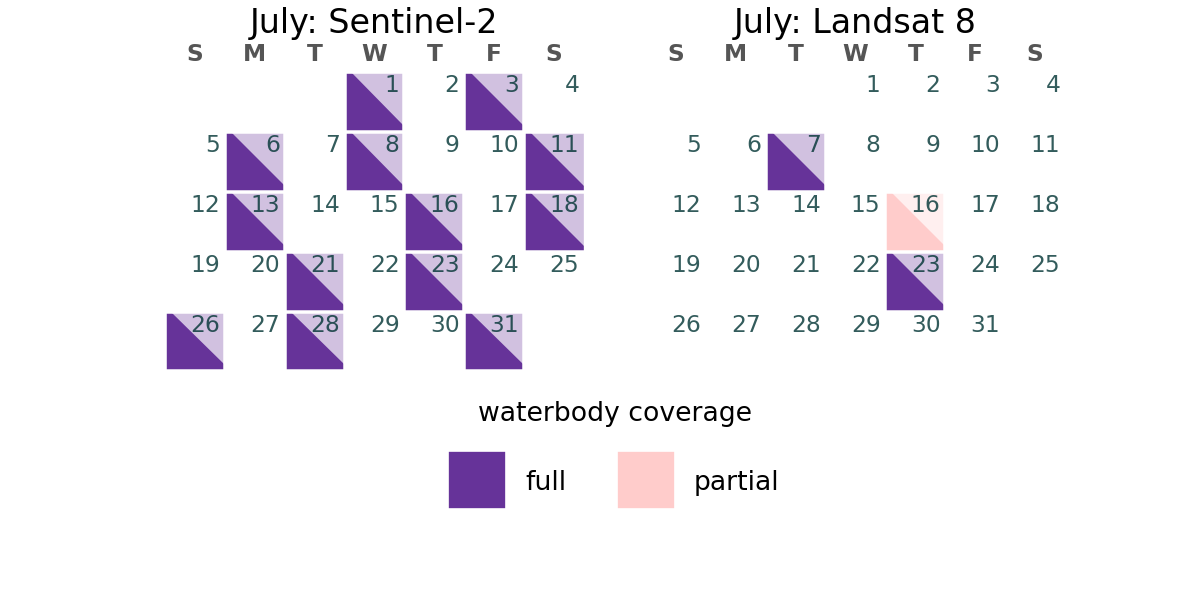 July: Sentinel-2
S M T W T F S
1 2 3 4
5 6 7 8 9 10 11
12 13 14 15 16 17 18
19 20 21 22 23 24 25
26 27 28 29 30 31
July: Landsat 8
S M T W T F S
1 2 3 4
5 6 7 8 9 10 11
12 13 14 15 16 17 18
19 20 21 22 23 24 25
26 27 28 29 30 31
waterbody coverage
full partial